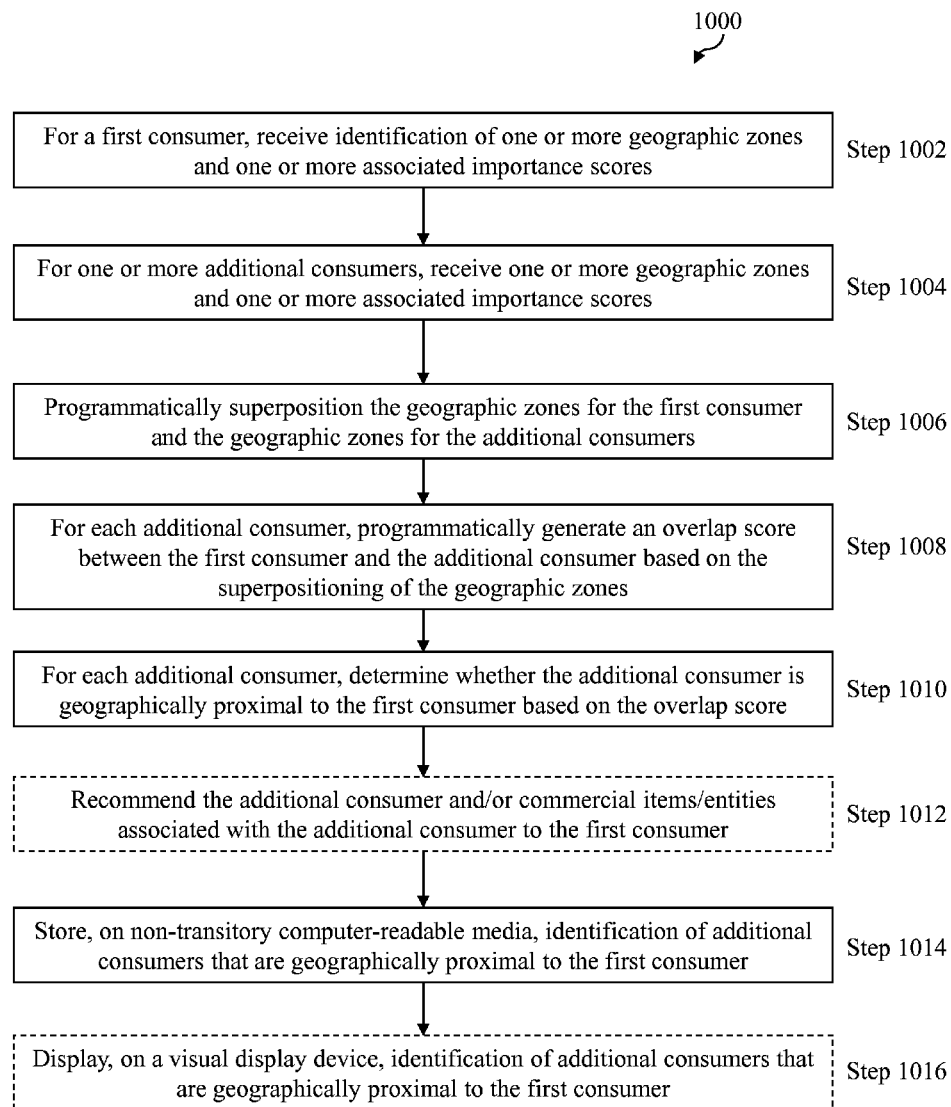 1000
For a first consumer, receive identification of one or more geographic zones
and one or more associated importance scores
Step 1002
For one or more additional consumers, receive one or more geographic zones
and one or more associated importance scores
Step 1004
Programmatically superposition the geographic zones for the first consumer
and the geographic zones for the additional consumers
Step 1006
For each additional consumer, programmatically generate an overlap score
between the first consumer and the additional consumer based on the
superpositioning of the geographic zones
Step 1008
For each additional consumer, determine whether the additional consumer is
geographically proximal to the first consumer based on the overlap score
Step 1010
Recommend the additional consumer and/or commercial items/entities
associated with the additional consumer to the first consumer
Step 1012
Store, on non-transitory computer-readable media, identification of additional
consumers that are geographically proximal to the first consumer
Step 1014
Display, on a visual display device, identification of additional consumers that
are geographically proximal to the first consumer
Step 1016